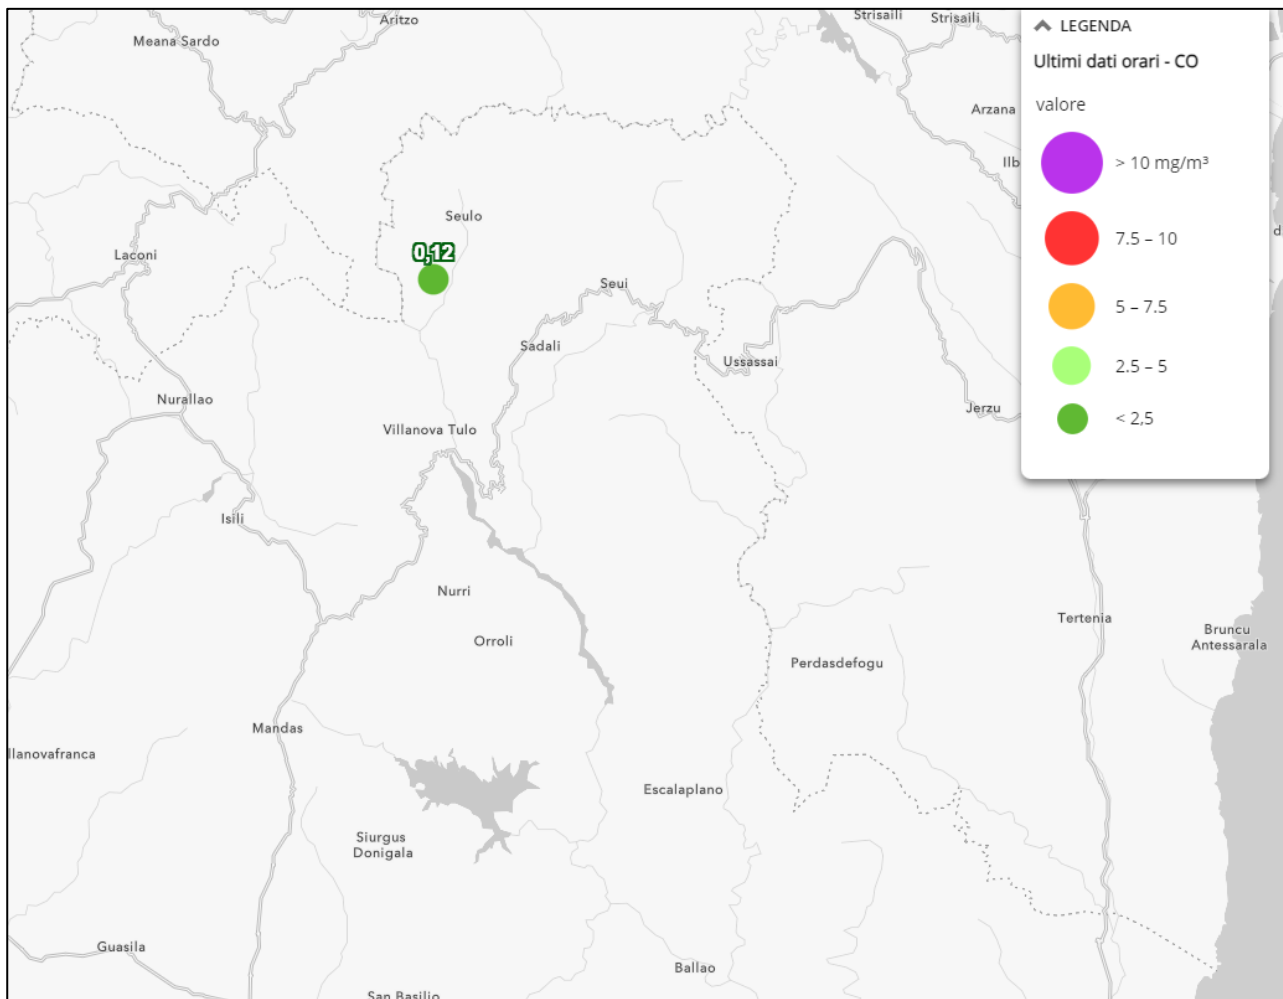 Aritzo
Strisaili
Strisaili
Meana Sardo
LEGENDA
Ultimi dati orari - CO
valore
> 10 mg/m³
7.5 – 10
5 – 7.5
2.5 – 5
< 2,5
Arzana
Ilb
Seulo
0,12
Laconi
d
Seui
Sadali
Ussassai
Nurallao
Jerzu
Villanova Tulo
Isili
Nurri
Tertenia
Orroli
Bruncu
Antessarala
Perdasdefogu
Mandas
llanovafranca
Escalaplano
Siurgus
Donigala
Guasila
Ballao
San Basilio